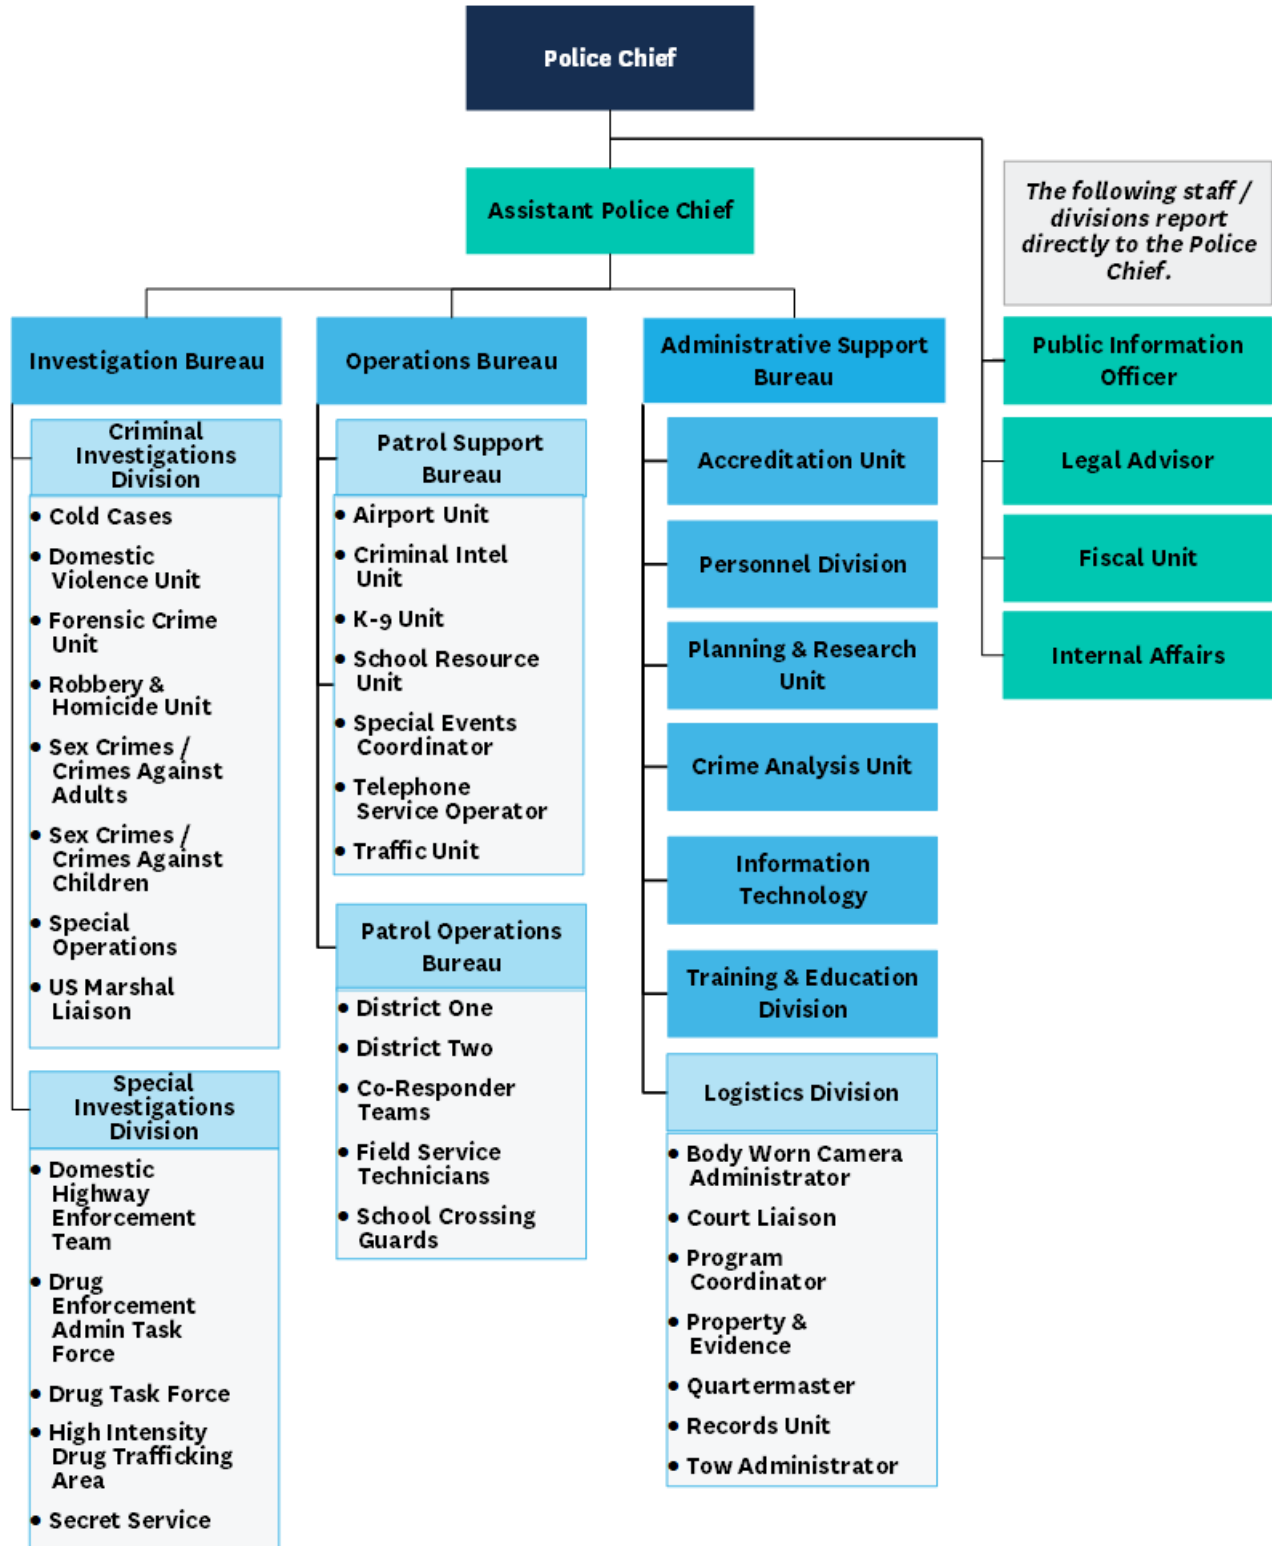 Police Chief
Assistant Police Chief
The following staff /
divisions report
directly to the Police
Chief.
Investigation Bureau
Criminal
Investigations
Division
• Cold Cases
• Domestic
Violence Unit
• Forensic Crime
Unit
• Robbery &
Homicide Unit
• Sex Crimes /
Crimes Against
Adults
• Sex Crimes /
Crimes Against
Children
• Special
Operations
• US Marshal
Liaison
Special
Investigations
Division
• Domestic
Highway
Enforcement
Team
• Drug
Enforcement
Admin Task
Force
• Drug Task Force
• High Intensity
Drug Trafficking
Area
• Secret Service
Operations Bureau
Patrol Support
Bureau
• Airport Unit
• Criminal Intel
Unit
• K-9 Unit
• School Resource
Unit
• Special Events
Coordinator
• Telephone
Service Operator
• Traffic Unit
Patrol Operations
Bureau
• District One
• District Two
• Co-Responder
Teams
• Field Service
Technicians
• School Crossing
Guards
Administrative Support
Bureau
Accreditation Unit
Personnel Division
Planning & Research
Unit
Crime Analysis Unit
Information
Technology
Training & Education
Division
Logistics Division
• Body Worn Camera
Administrator
• Court Liaison
• Program
Coordinator
• Property &
Evidence
• Quartermaster
• Records Unit
• Tow Administrator
Public Information
Officer
Legal Advisor
Fiscal Unit
Internal Affairs